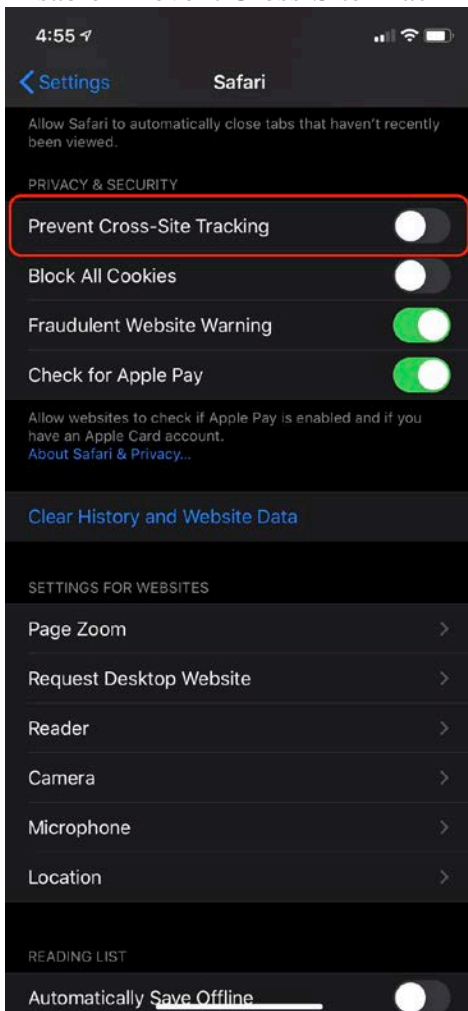 4:55
Settings
Safari
Allow Safari to automatically close tabs that haven't recently
been viewed.
PRIVACY & SECURITY
Prevent Cross-Site Tracking
Block All Cookies
Fraudulent Website Warning
Check for Apple Pay
Allow websites to check if Apple Pay is enabled and if you
have an Apple Card account.
About Safari & Privacy...
Clear History and Website Data
SETTINGS FOR WEBSITES
Page Zoom
Request Desktop Website
Reader
Camera
Microphone
Location
READING LIST
Automatically Save Offline